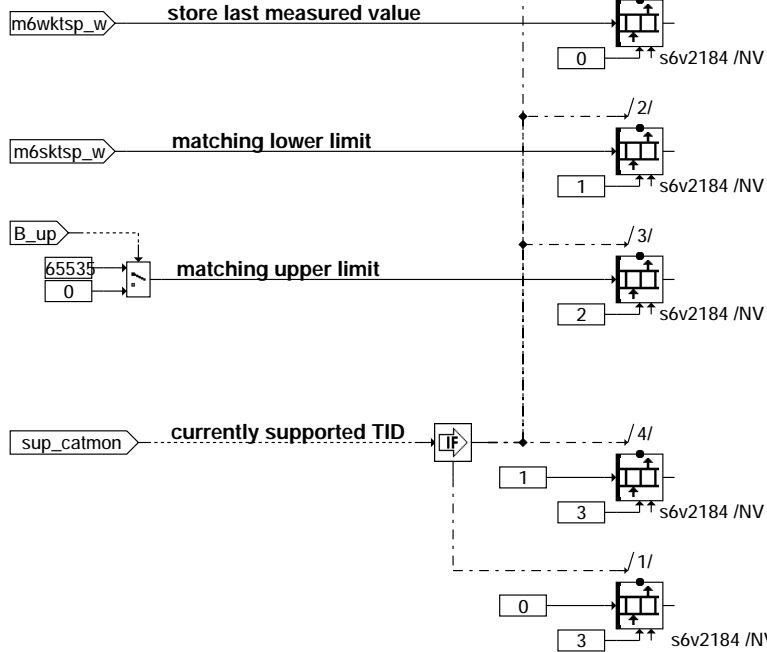 store last measured value
m6wktsp_w
0
s6v2184 /NV
/2/
matching lower limit
m6sktsp_w
1
s6v2184 /NV
B_up
/3/
65535
matching upper limit
0
2
s6v2184 /NV
currently supported TID
/4/
sup_catmon
IF
1
3
s6v2184 /NV
/1/
0
3
s6v2184 /NV